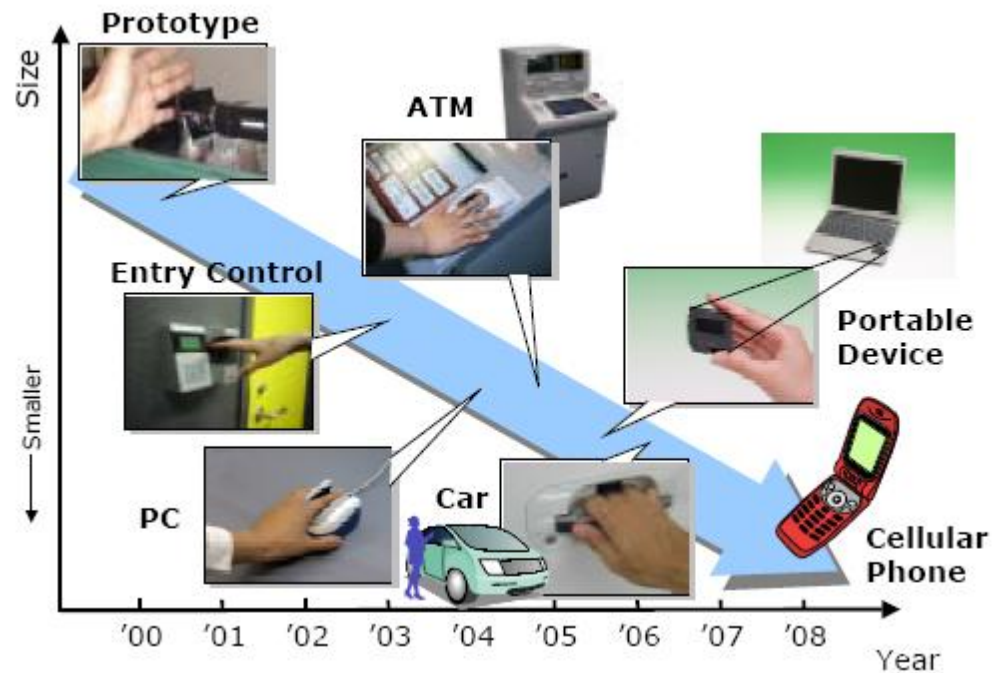 Prototype
Size
ATM
Entry Control
Portable
Device
Smaller
PC
Car
Cellular
Phone
'00 '01 '02 '03 '04 '05 '06 '07 '08
Year